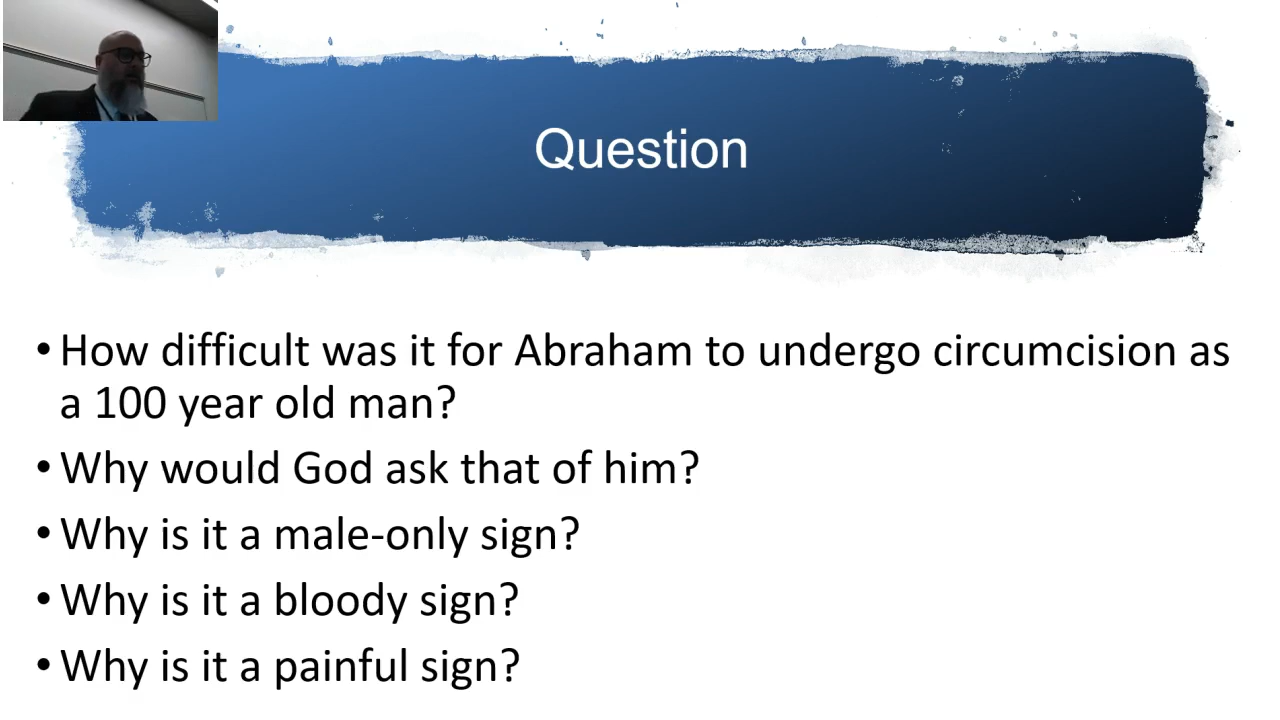 Question
• How difficult was it for Abraham to undergo circumcision as
a 100 year old man?
• Why would God ask that of him?
• Why is it a male-only sign?
• Why is it a bloody sign?
• Why is it a painful sign?